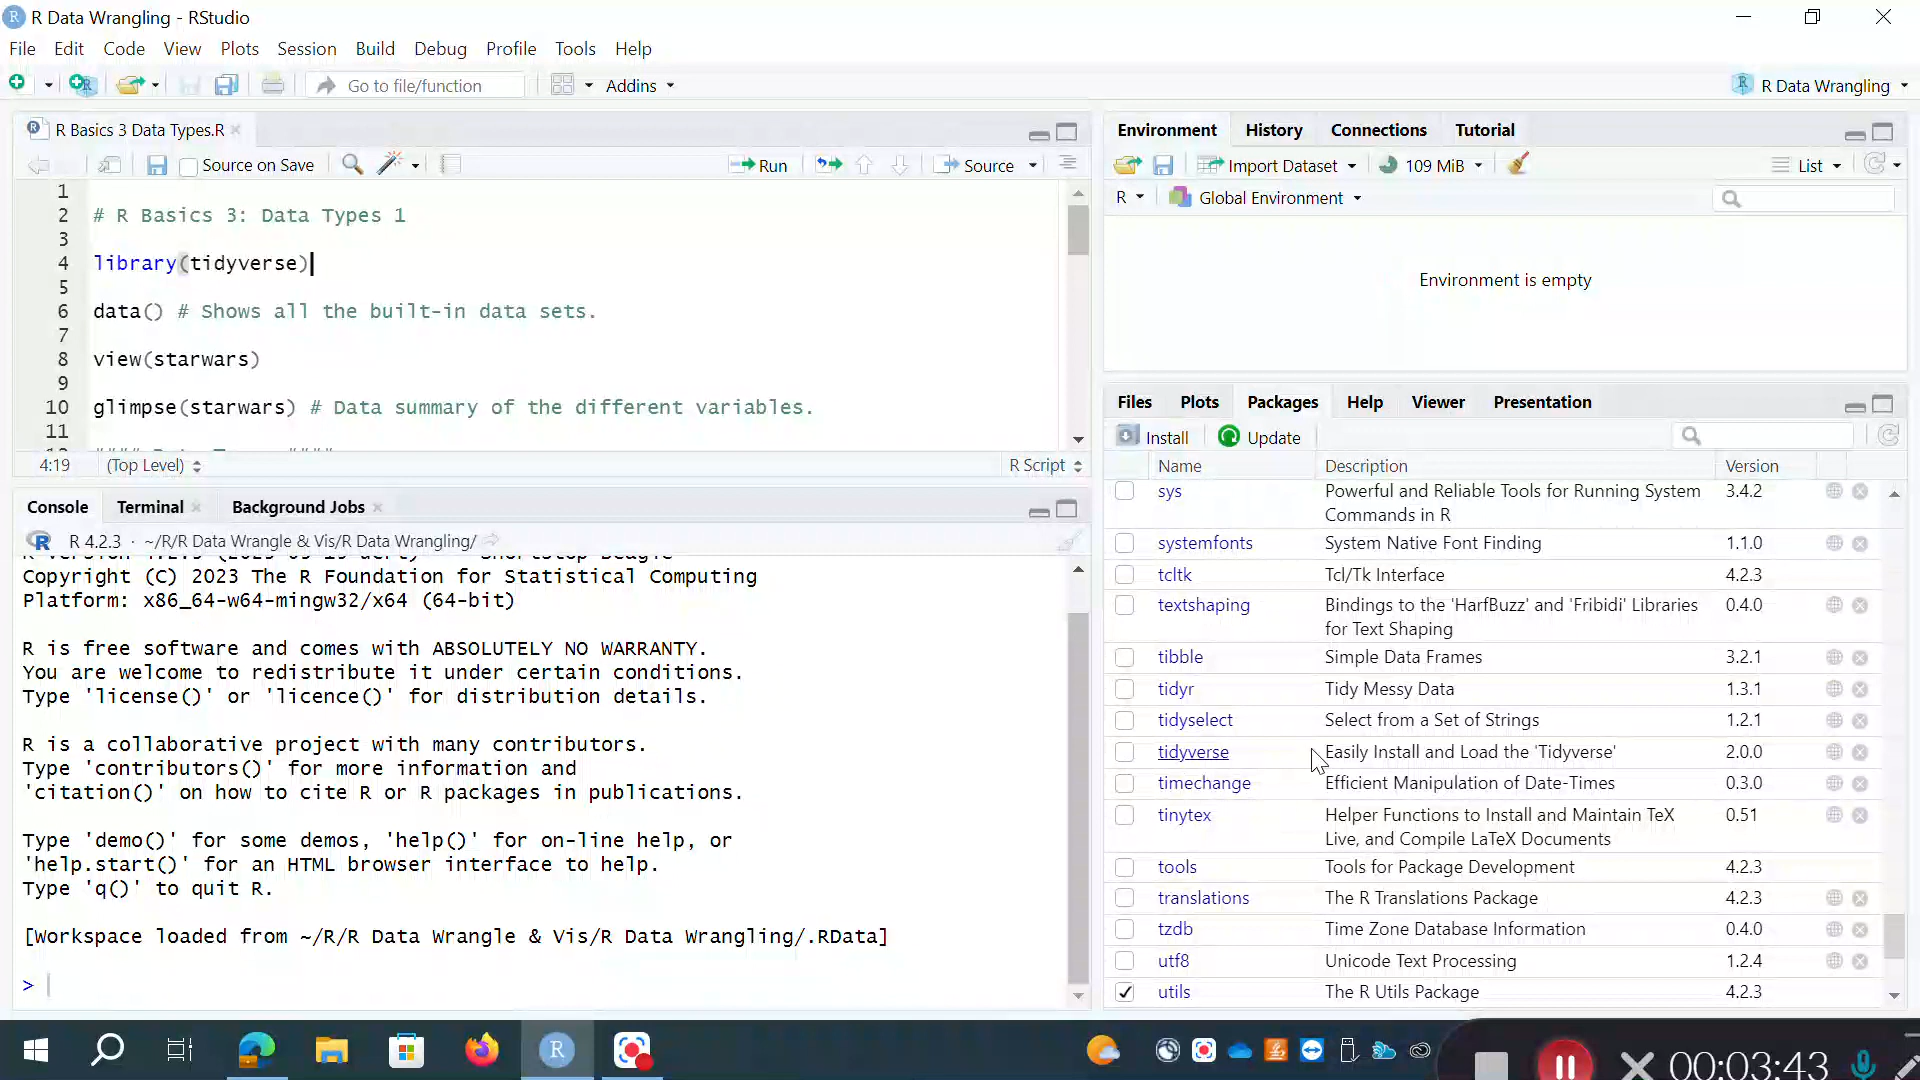 R Data Wrangling - RStudio
File Edit Code View Plots Session Build Debug Profile Tools Help
Go to file/function Addins R Data Wrangling
R Basics 3 Data Types.R
Source on Save Run Source
1
2 # R Basics 3: Data Types 1
3
4 library(tidyverse)
5
6 data() # Shows all the built-in data sets.
7
8 view(starwars)
9
10 glimpse(starwars) # Data summary of the different variables.
11
4:19 (Top Level) R Script
Console Terminal Background Jobs
R 4.2.3 · ~/R/R Data Wrangle & Vis/R Data Wrangling/
Copyright (C) 2023 The R Foundation for Statistical Computing
Platform: x86_64-w64-mingw32/x64 (64-bit)
R is free software and comes with ABSOLUTELY NO WARRANTY.
You are welcome to redistribute it under certain conditions.
Type 'license()' or 'licence()' for distribution details.
R is a collaborative project with many contributors.
Type 'contributors()' for more information and
'citation()' on how to cite R or R packages in publications.
Type 'demo()' for some demos, 'help()' for on-line help, or
'help.start()' for an HTML browser interface to help.
Type 'q()' to quit R.
[Workspace loaded from ~/R/R Data Wrangle & Vis/R Data Wrangling/.RData]
>
Environment History Connections Tutorial
Import Dataset 109 MiB List
R Global Environment
Environment is empty
Files Plots Packages Help Viewer Presentation
Install Update
Name Description Version
sys Powerful and Reliable Tools for Running System 3.4.2
Commands in R
systemfonts System Native Font Finding 1.1.0
tcltk Tcl/Tk Interface 4.2.3
textshaping Bindings to the 'HarfBuzz' and 'Fribidi' Libraries 0.4.0
for Text Shaping
tibble Simple Data Frames 3.2.1
tidyr Tidy Messy Data 1.3.1
tidyselect Select from a Set of Strings 1.2.1
tidyverse Easily Install and Load the 'Tidyverse' 2.0.0
timechange Efficient Manipulation of Date-Times 0.3.0
tinytex Helper Functions to Install and Maintain TeX 0.51
Live, and Compile LaTeX Documents
tools Tools for Package Development 4.2.3
translations The R Translations Package 4.2.3
tzdb Time Zone Database Information 0.4.0
utf8 Unicode Text Processing 1.2.4
utils The R Utils Package 4.2.3
00:03:43